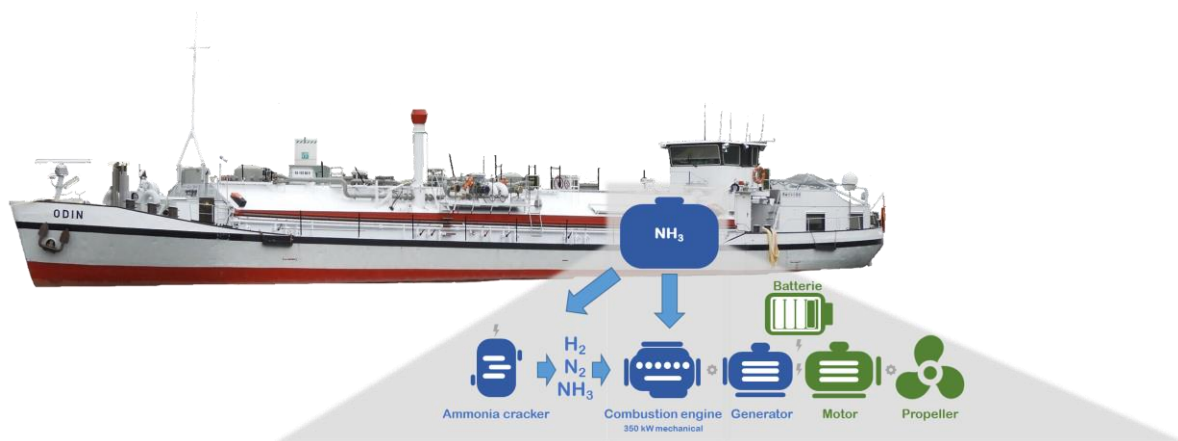 ODIN
NH₃
Batterie
H₂
N₂
NH₃
Ammonia cracker
Combustion engine
350 kW mechanical
Generator
Motor
Propeller